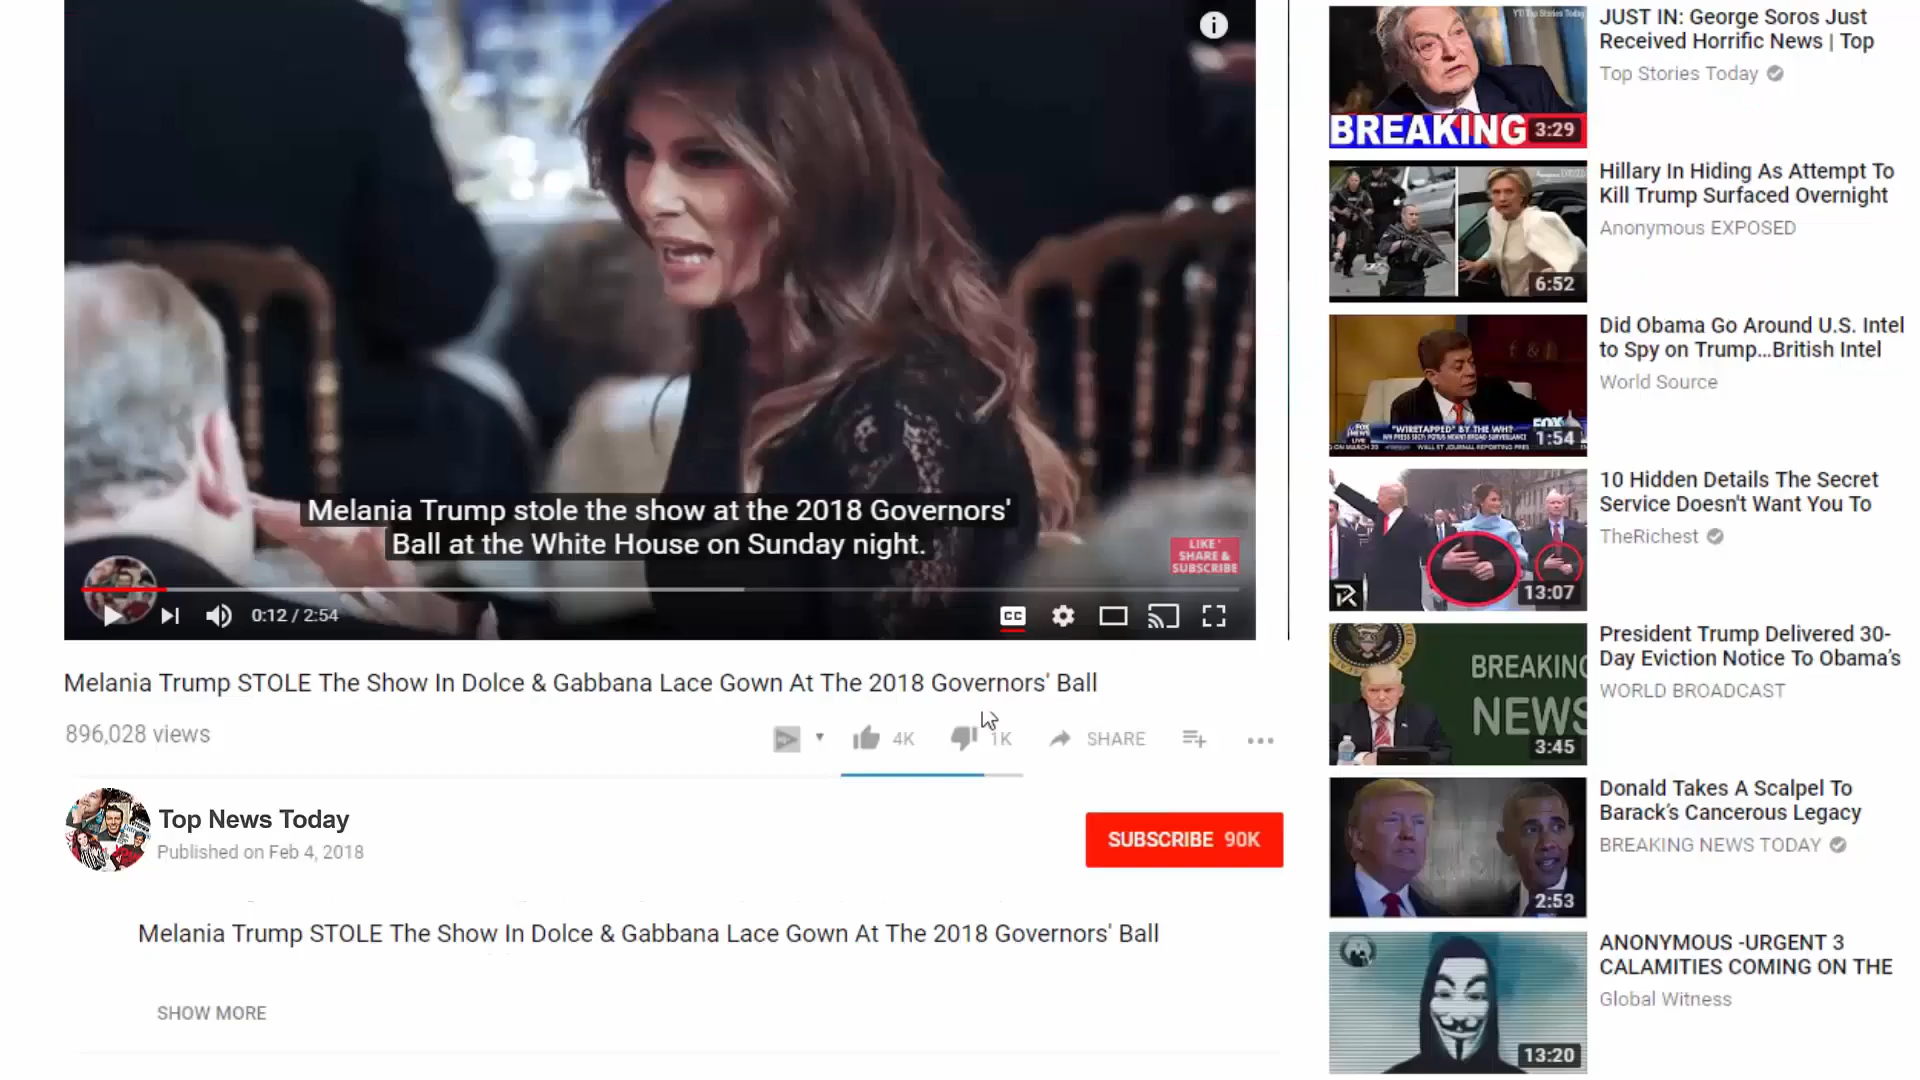 Melania Trump stole the show at the 2018 Governors'
Ball at the White House on Sunday night.
LIKE
SHARE &
SUBSCRIBE
0:12 / 2:54
CC
Melania Trump STOLE The Show In Dolce & Gabbana Lace Gown At The 2018 Governors' Ball
896,028 views
4K
1K
SHARE
Top News Today
Published on Feb 4, 2018
SUBSCRIBE 90K
Melania Trump STOLE The Show In Dolce & Gabbana Lace Gown At The 2018 Governors' Ball
SHOW MORE
BREAKING
3:29
JUST IN: George Soros Just
Received Horrific News | Top
Top Stories Today
6:52
Hillary In Hiding As Attempt To
Kill Trump Surfaced Overnight
Anonymous EXPOSED
"WIRETAPPED" BY THE WH?
1:54
Did Obama Go Around U.S. Intel
to Spy on Trump...British Intel
World Source
13:07
10 Hidden Details The Secret
Service Doesn't Want You To
TheRichest
BREAKING
NEWS
3:45
President Trump Delivered 30-
Day Eviction Notice To Obama's
WORLD BROADCAST
2:53
Donald Takes A Scalpel To
Barack's Cancerous Legacy
BREAKING NEWS TODAY
13:20
ANONYMOUS -URGENT 3
CALAMITIES COMING ON THE
Global Witness